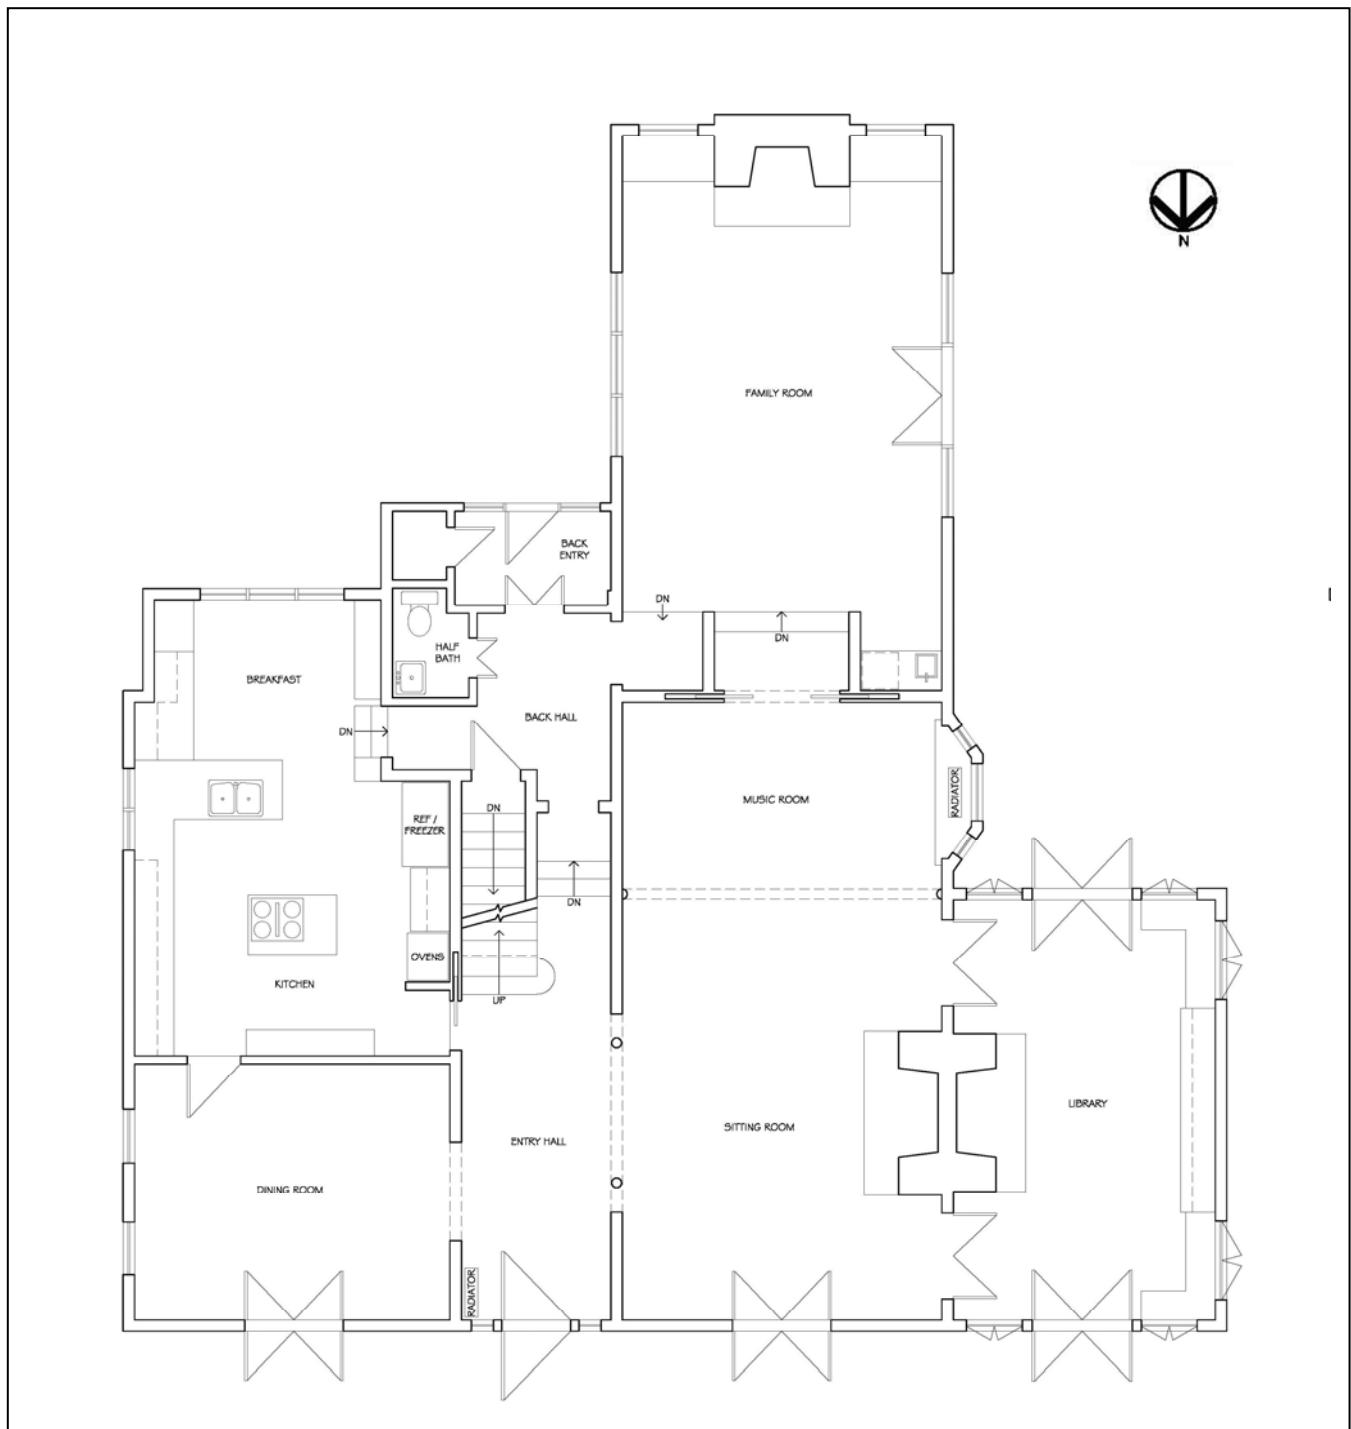 N
FAMILY ROOM
BACK
ENTRY
DN
DN
HALF
BATH
BREAKFAST
BACK HALL
DN
MUSIC ROOM
RADIATOR
DN
REF /
FREEZER
DN
OVENS
KITCHEN
UP
LIBRARY
SITTING ROOM
ENTRY HALL
DINING ROOM
RADIATOR